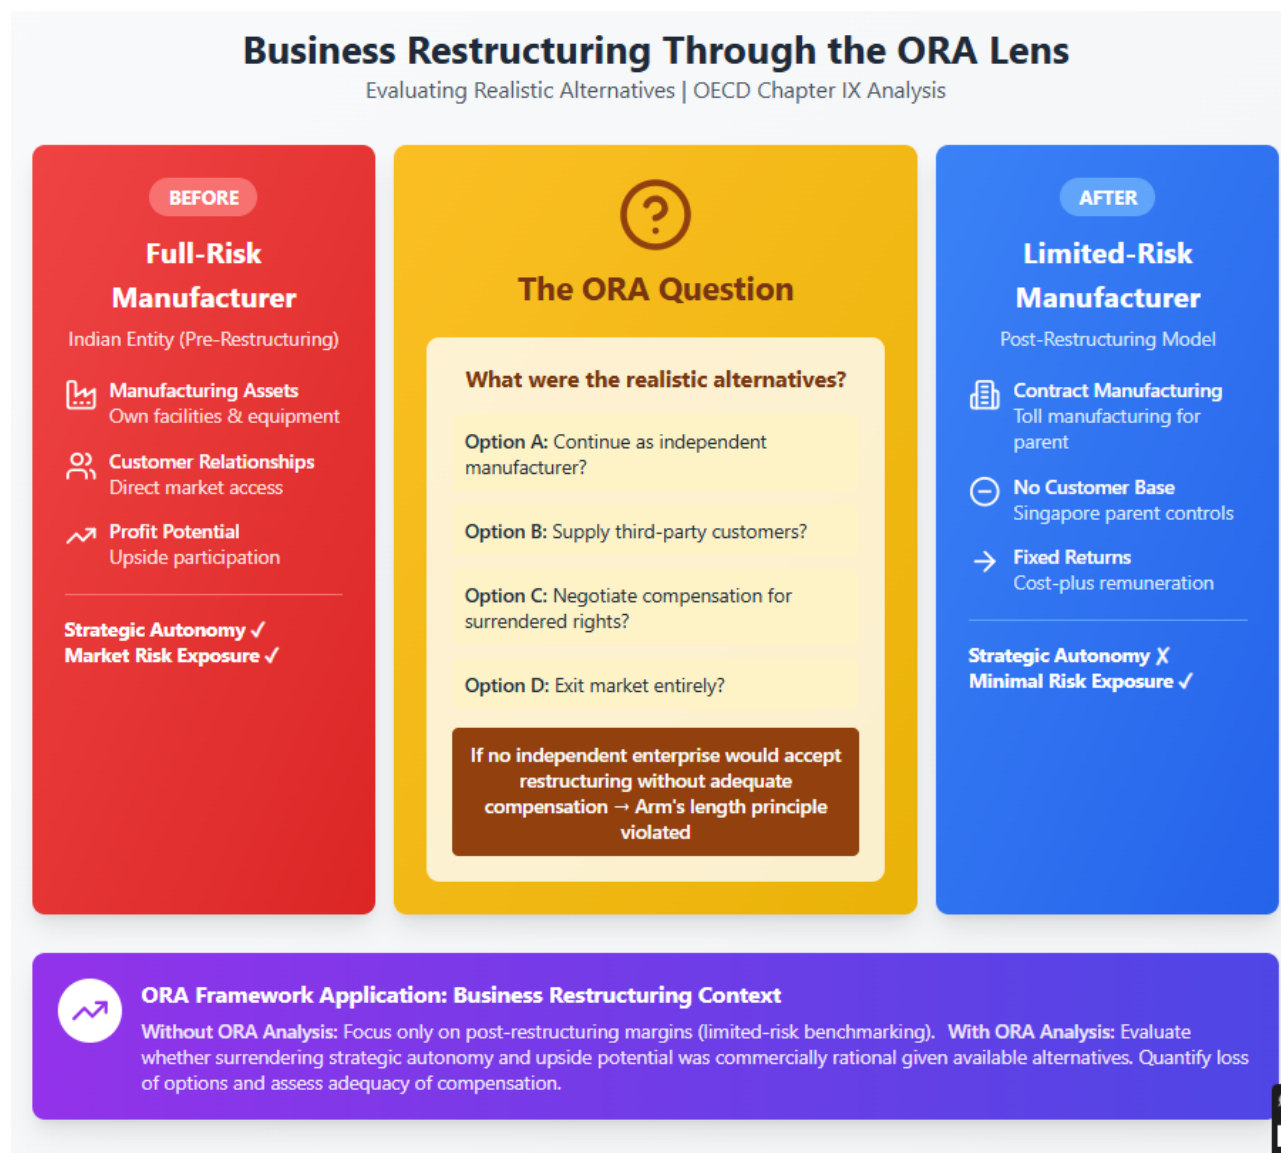 Business Restructuring Through the ORA Lens
Evaluating Realistic Alternatives | OECD Chapter IX Analysis
BEFORE
Full-Risk
Manufacturer
Indian Entity (Pre-Restructuring)
Manufacturing Assets
Own facilities & equipment
Customer Relationships
Direct market access
Profit Potential
Upside participation
Strategic Autonomy ✓
Market Risk Exposure ✓
The ORA Question
What were the realistic alternatives?
Option A: Continue as independent
manufacturer?
Option B: Supply third-party customers?
Option C: Negotiate compensation for
surrendered rights?
Option D: Exit market entirely?
If no independent enterprise would accept
restructuring without adequate
compensation → Arm's length principle
violated
AFTER
Limited-Risk
Manufacturer
Post-Restructuring Model
Contract Manufacturing
Toll manufacturing for
parent
No Customer Base
Singapore parent controls
Fixed Returns
Cost-plus remuneration
Strategic Autonomy ✗
Minimal Risk Exposure ✓
ORA Framework Application: Business Restructuring Context
Without ORA Analysis: Focus only on post-restructuring margins (limited-risk benchmarking). With ORA Analysis: Evaluate
whether surrendering strategic autonomy and upside potential was commercially rational given available alternatives. Quantify loss
of options and assess adequacy of compensation.